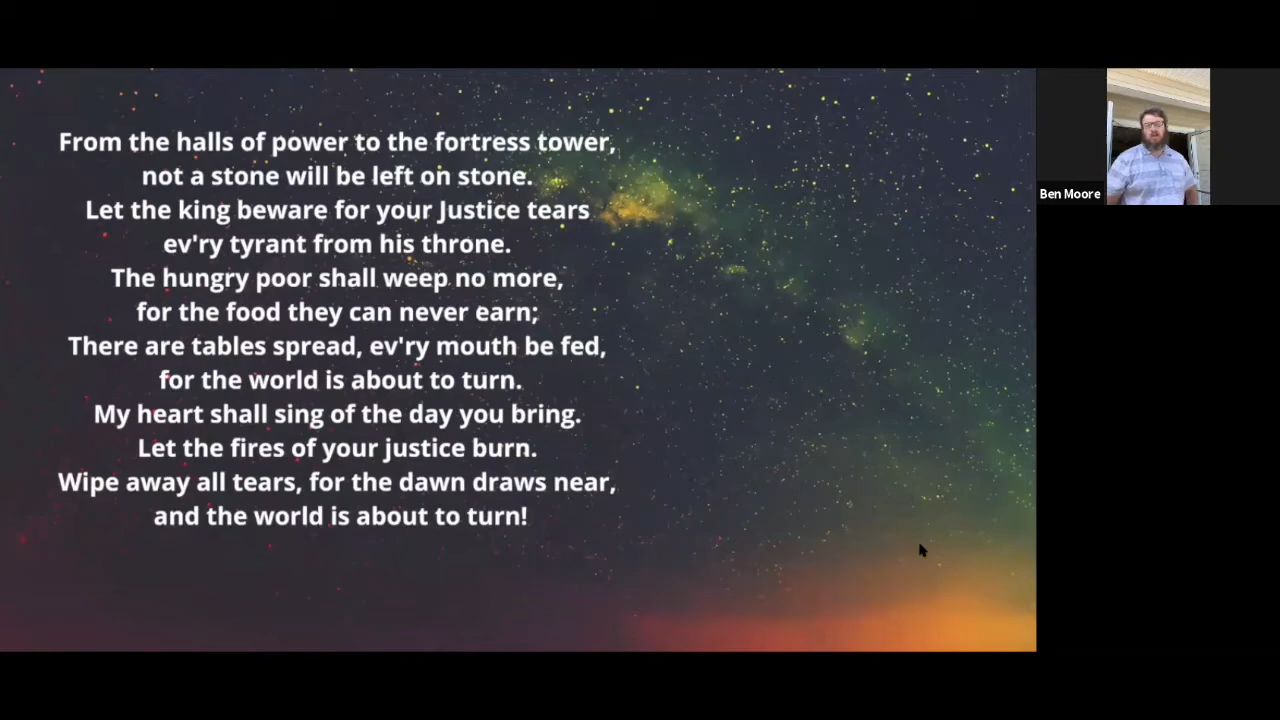 From the halls of power to the fortress tower,
not a stone will be left on stone.
Let the king beware for your Justice tears
ev'ry tyrant from his throne.
The hungry poor shall weep no more,
for the food they can never earn;
There are tables spread, ev'ry mouth be fed,
for the world is about to turn.
My heart shall sing of the day you bring.
Let the fires of your justice burn.
Wipe away all tears, for the dawn draws near,
and the world is about to turn!
Ben Moore